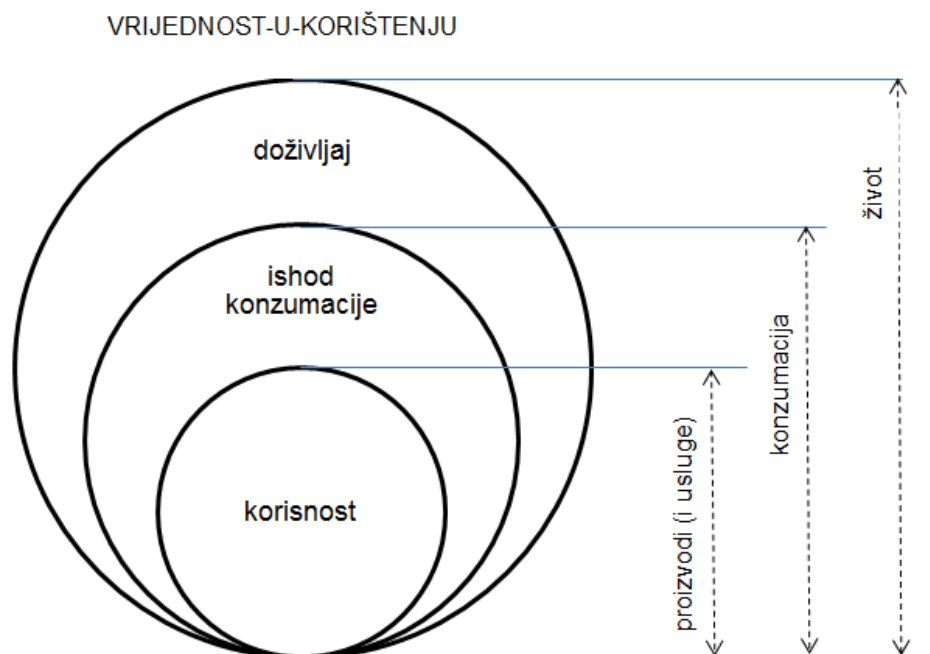 VRIJEDNOST-U-KORIŠTENJU
doživljaj
ishod
konzumacije
korisnost
proizvodi (i usluge)
konzumacija
život